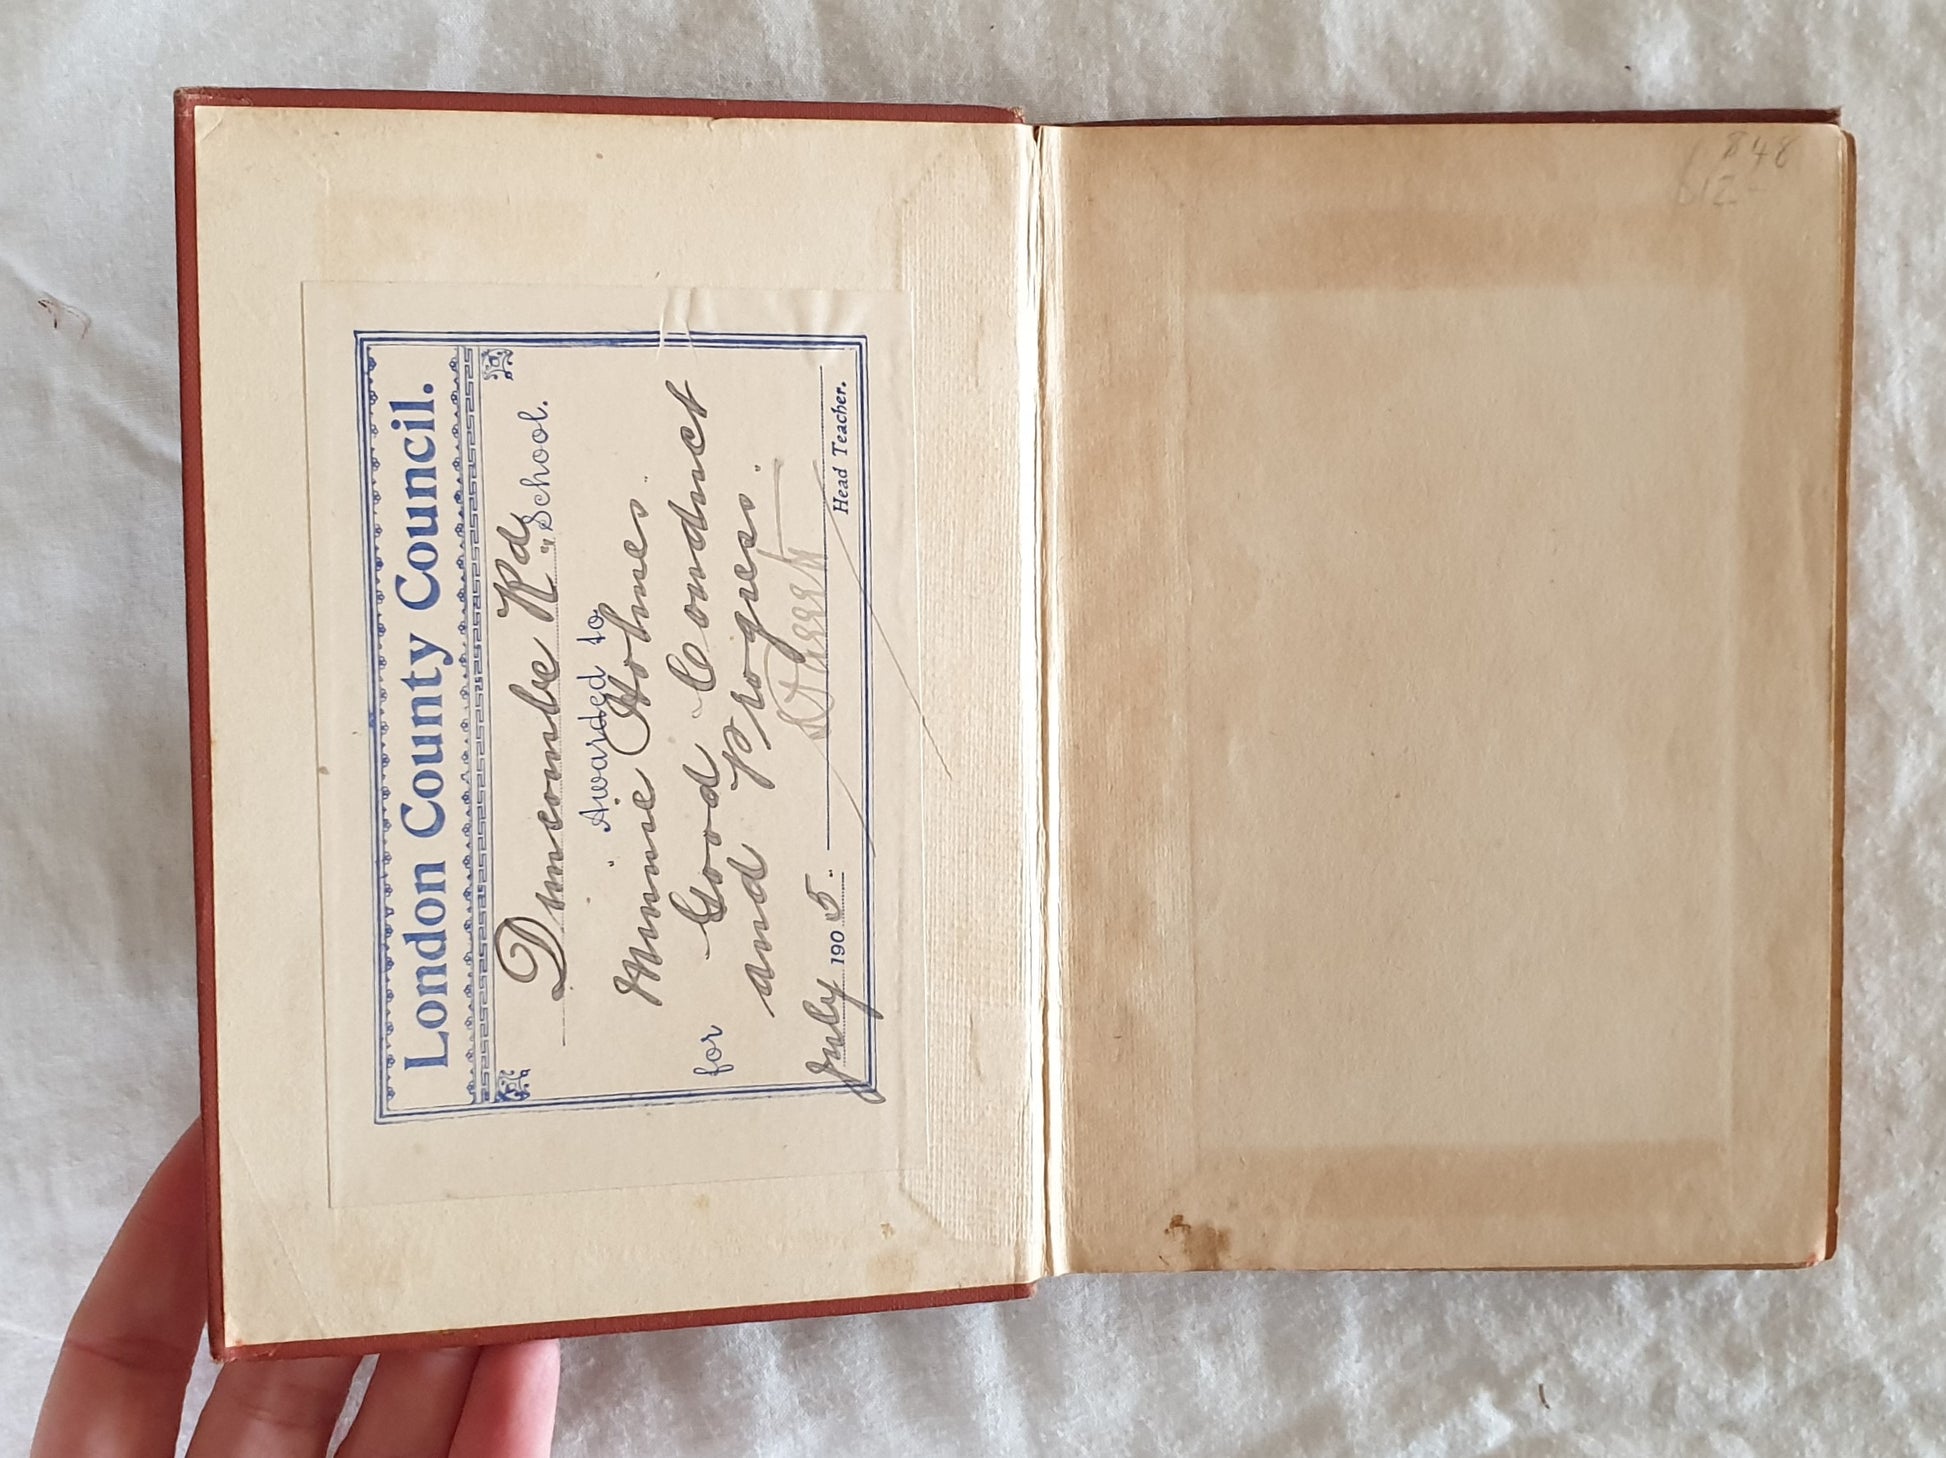 London County Council.
Duncombe Rd. School.
Awarded to
Minnie Holmes.
for Good Conduct
and Progress.
July 1905.
Head Teacher.
848